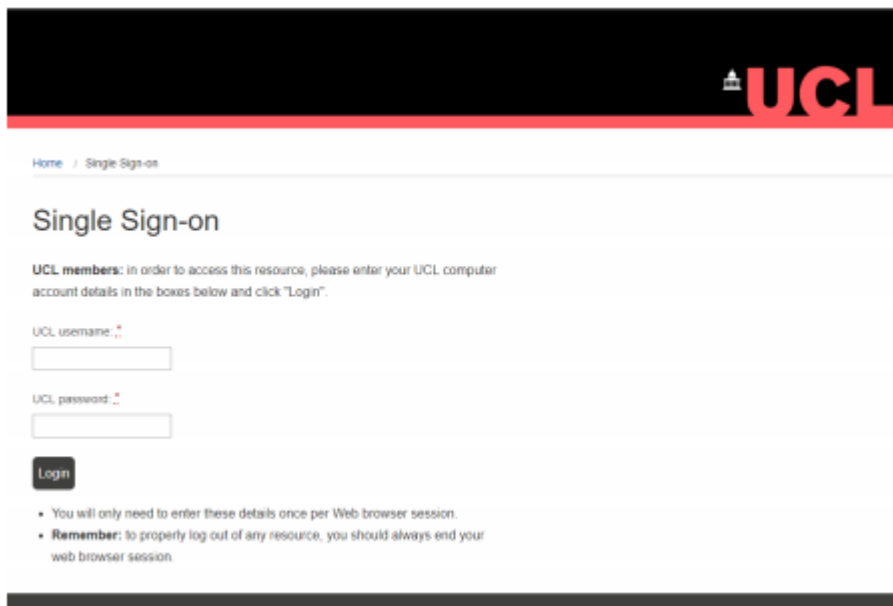 UCL
Home / Single Sign-on
Single Sign-on
UCL members: in order to access this resource, please enter your UCL computer
account details in the boxes below and click "Login".
UCL username: *
UCL password: *
Login
• You will only need to enter these details once per Web browser session.
• Remember: to properly log out of any resource, you should always end your
web browser session.